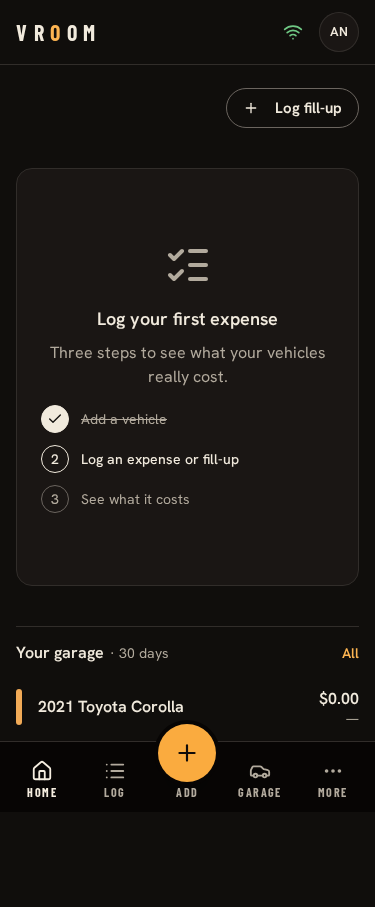 VROOM
AN
Log fill-up
Log your first expense
Three steps to see what your vehicles
really cost.
Add a vehicle
2 Log an expense or fill-up
3 See what it costs
Your garage · 30 days All
2021 Toyota Corolla $0.00
—
HOME LOG ADD GARAGE MORE